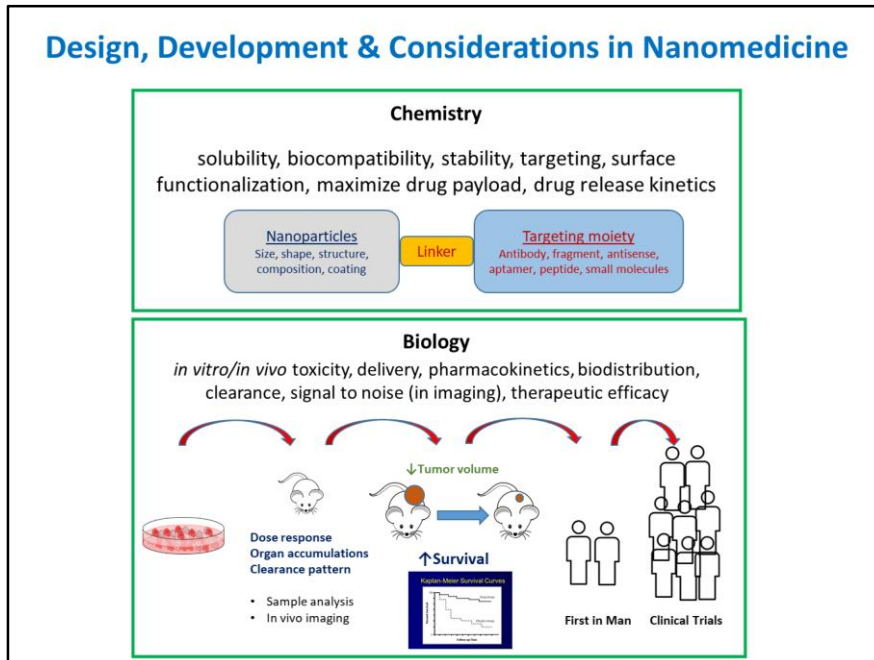 Design, Development & Considerations in Nanomedicine
Chemistry
solubility, biocompatibility, stability, targeting, surface
functionalization, maximize drug payload, drug release kinetics
Nanoparticles
Size, shape, structure,
composition, coating
Linker
Targeting moiety
Antibody, fragment, antisense,
aptamer, peptide, small molecules
Biology
in vitro/in vivo toxicity, delivery, pharmacokinetics, biodistribution,
clearance, signal to noise (in imaging), therapeutic efficacy
↓Tumor volume
Dose response
Organ accumulations
Clearance pattern
• Sample analysis
• In vivo imaging
↑Survival
Kaplan-Meier Survival Curves
First in Man
Clinical Trials